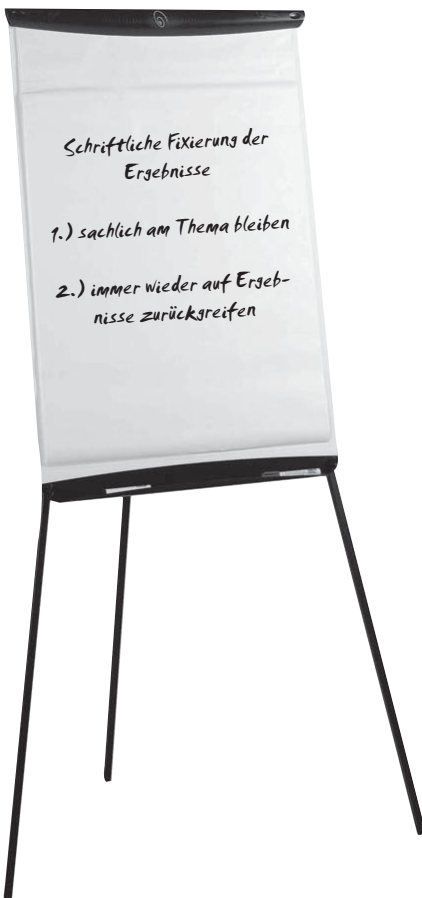 Schriftliche Fixierung der
Ergebnisse
1.) sachlich am Thema bleiben
2.) immer wieder auf Ergeb-
nisse zurückgreifen